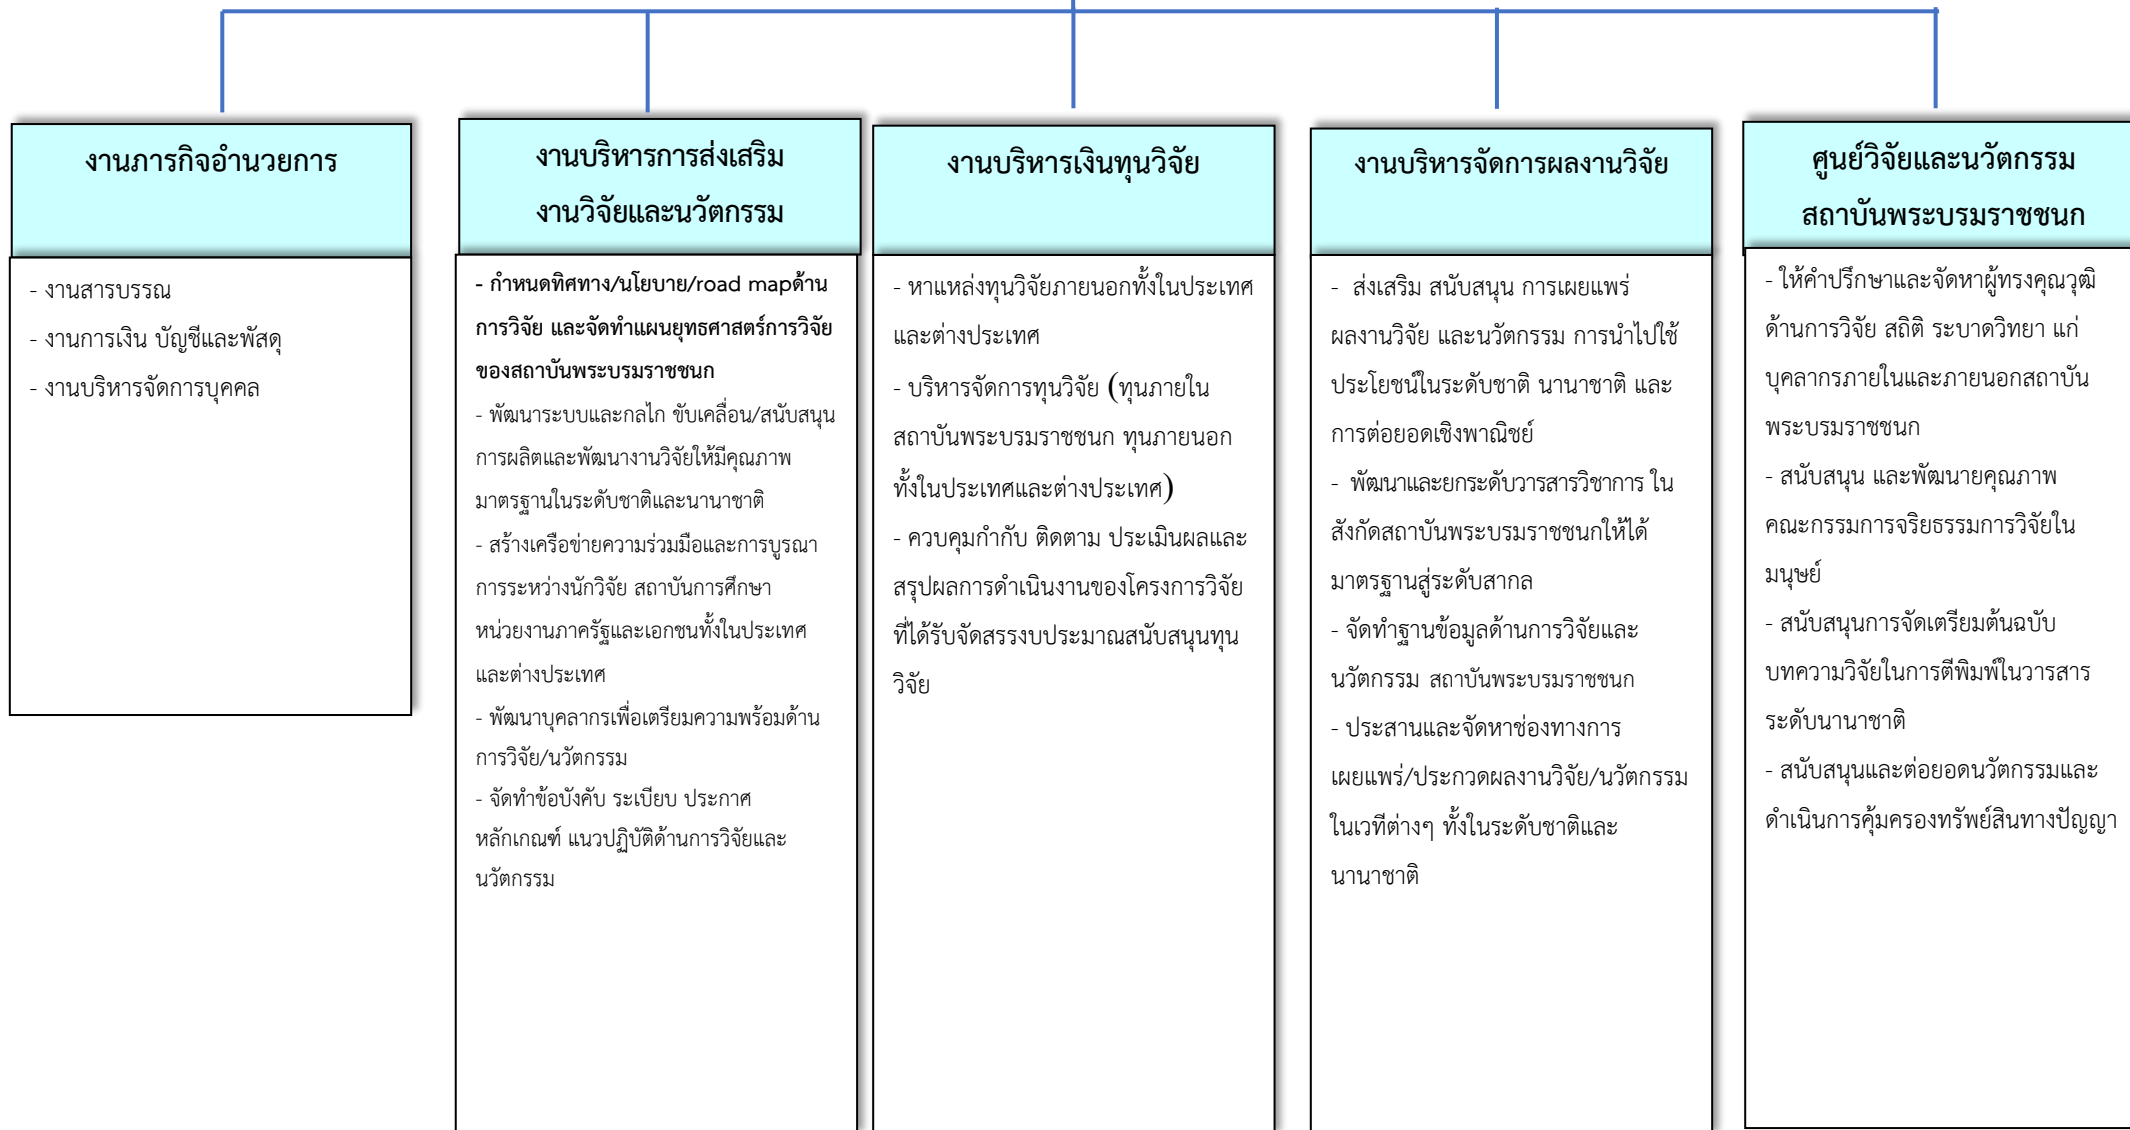 งานภารกิจอำนวยการ
- งานสารบรรณ
- งานการเงิน บัญชีและพัสดุ
- งานบริหารจัดการบุคคล
งานบริหารการส่งเสริม
งานวิจัยและนวัตกรรม
- กำหนดทิศทาง/นโยบาย/road mapด้าน
การวิจัย และจัดทำแผนยุทธศาสตร์การวิจัย
ของสถาบันพระบรมราชชนก
- พัฒนาระบบและกลไก ขับเคลื่อน/สนับสนุน
การผลิตและพัฒนางานวิจัยให้มีคุณภาพ
มาตรฐานในระดับชาติและนานาชาติ
- สร้างเครือข่ายความร่วมมือและการบูรณา
การระหว่างนักวิจัย สถาบันการศึกษา
หน่วยงานภาครัฐและเอกชนทั้งในประเทศ
และต่างประเทศ
- พัฒนาบุคลากรเพื่อเตรียมความพร้อมด้าน
การวิจัย/นวัตกรรม
- จัดทำข้อบังคับ ระเบียบ ประกาศ
หลักเกณฑ์ แนวปฏิบัติด้านการวิจัยและ
นวัตกรรม
งานบริหารเงินทุนวิจัย
- หาแหล่งทุนวิจัยภายนอกทั้งในประเทศ
และต่างประเทศ
- บริหารจัดการทุนวิจัย (ทุนภายใน
สถาบันพระบรมราชชนก ทุนภายนอก
ทั้งในประเทศและต่างประเทศ)
- ควบคุมกำกับ ติดตาม ประเมินผลและ
สรุปผลการดำเนินงานของโครงการวิจัย
ที่ได้รับจัดสรรงบประมาณสนับสนุนทุน
วิจัย
งานบริหารจัดการผลงานวิจัย
- ส่งเสริม สนับสนุน การเผยแพร่
ผลงานวิจัย และนวัตกรรม การนำไปใช้
ประโยชน์ในระดับชาติ นานาชาติ และ
การต่อยอดเชิงพาณิชย์
- พัฒนาและยกระดับวารสารวิชาการ ใน
สังกัดสถาบันพระบรมราชชนกให้ได้
มาตรฐานสู่ระดับสากล
- จัดทำฐานข้อมูลด้านการวิจัยและ
นวัตกรรม สถาบันพระบรมราชชนก
- ประสานและจัดหาช่องทางการ
เผยแพร่/ประกวดผลงานวิจัย/นวัตกรรม
ในเวทีต่างๆ ทั้งในระดับชาติและ
นานาชาติ
ศูนย์วิจัยและนวัตกรรม
สถาบันพระบรมราชชนก
- ให้คำปรึกษาและจัดหาผู้ทรงคุณวุฒิ
ด้านการวิจัย สถิติ ระบาดวิทยา แก่
บุคลากรภายในและภายนอกสถาบัน
พระบรมราชชนก
- สนับสนุน และพัฒนายคุณภาพ
คณะกรรมการจริยธรรมการวิจัยใน
มนุษย์
- สนับสนุนการจัดเตรียมต้นฉบับ
บทความวิจัยในการตีพิมพ์ในวารสาร
ระดับนานาชาติ
- สนับสนุนและต่อยอดนวัตกรรมและ
ดำเนินการคุ้มครองทรัพย์สินทางปัญญา